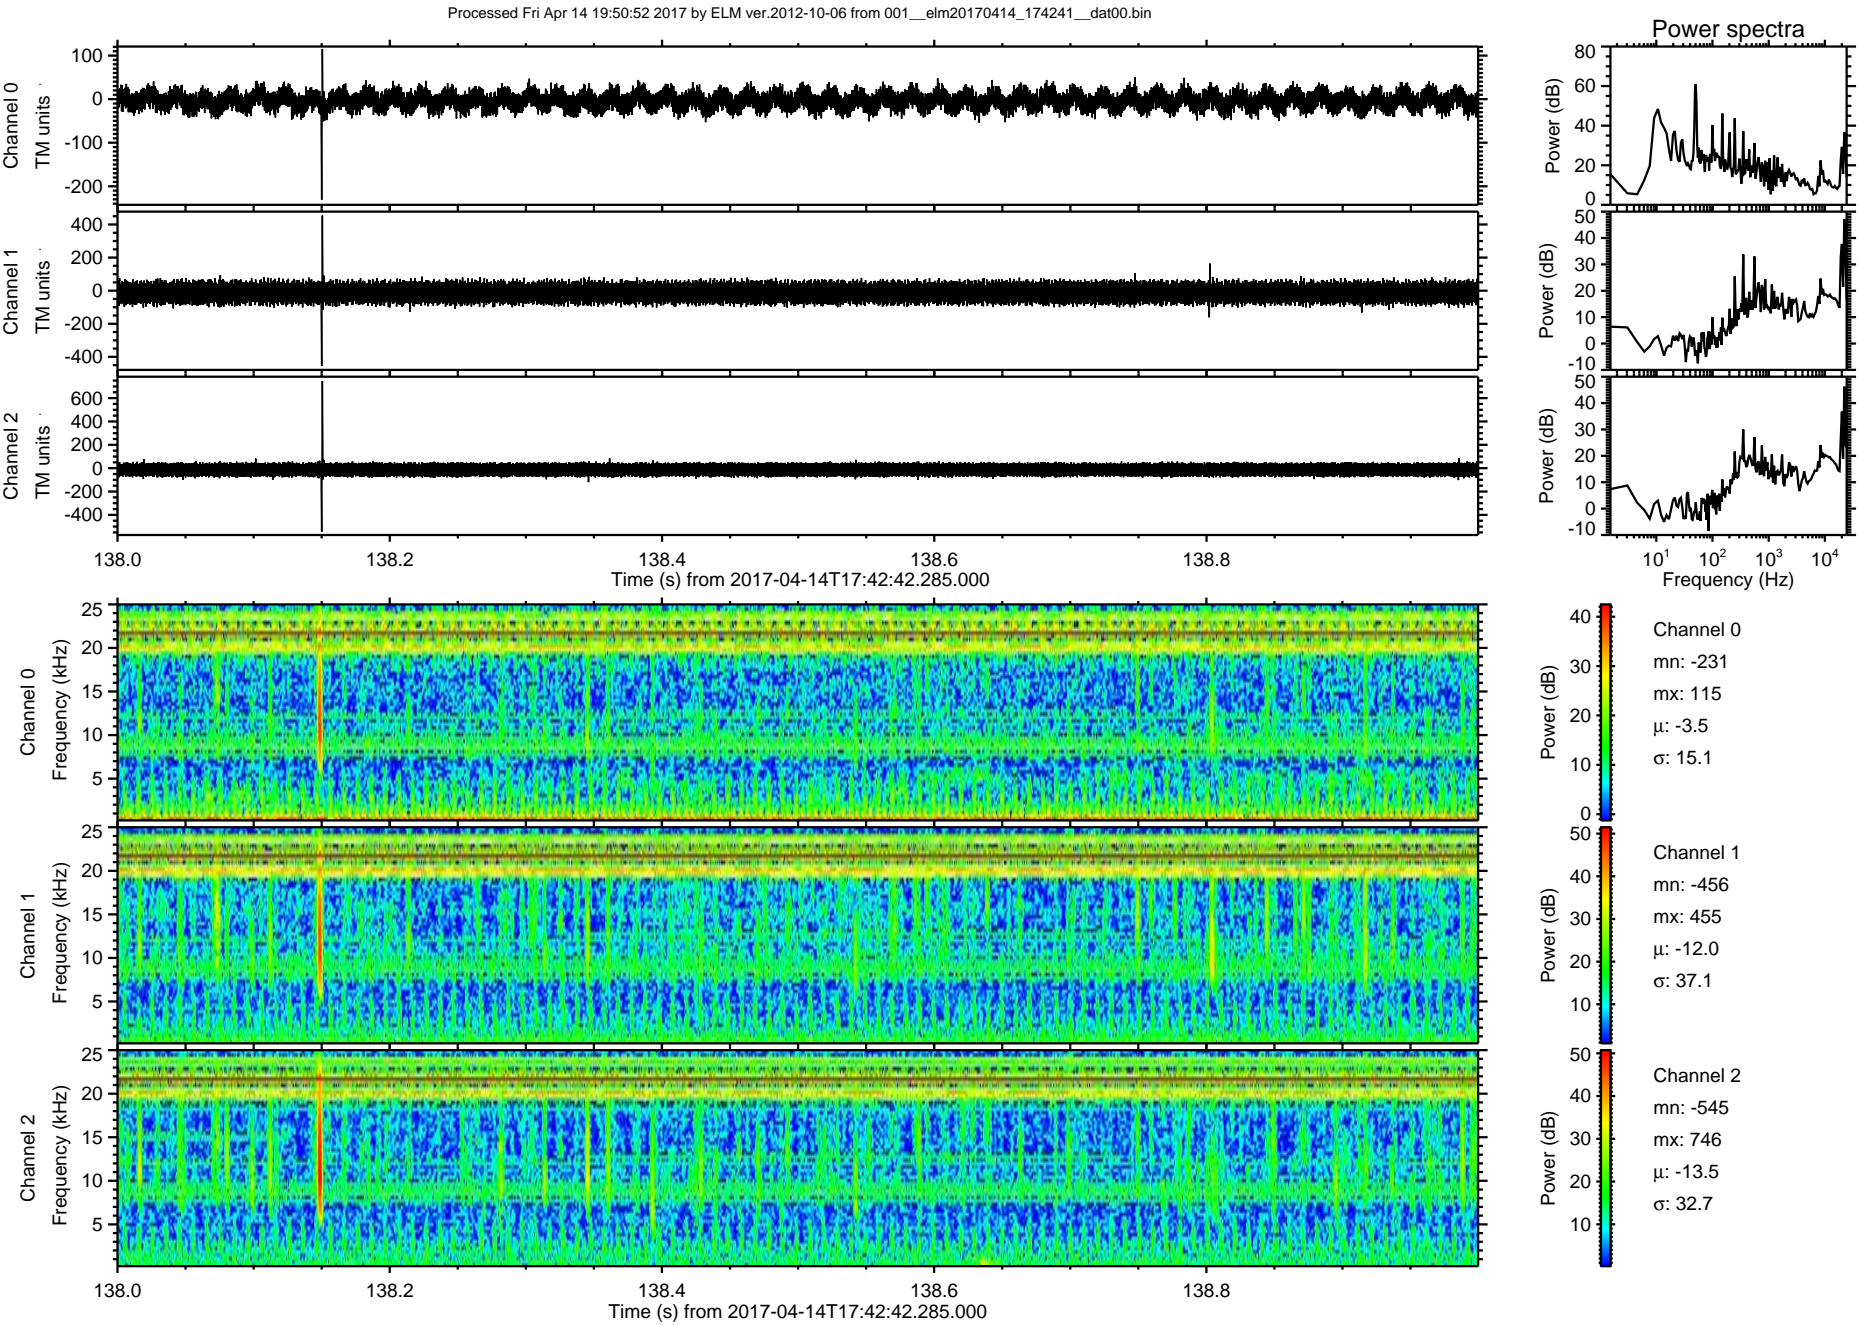 Processed Fri Apr 14 19:50:52 2017 by ELM ver.2012-10-06 from 001__elm20170414_174241__dat00.bin
Power spectra
Channel 0
TM units
100
0
-100
-200
Power (dB)
80
60
40
20
0
Channel 1
TM units
400
200
0
-200
-400
Power (dB)
50
40
30
20
10
0
-10
Channel 2
TM units
600
400
200
0
-200
-400
Power (dB)
50
40
30
20
10
0
-10
138.0 138.2 138.4 138.6 138.8
Time (s) from 2017-04-14T17:42:42.285.000
10^1 10^2 10^3 10^4
Frequency (Hz)
Channel 0
Frequency (kHz)
25
20
15
10
5
Power (dB)
40
30
20
10
0
Channel 0
mn: -231
mx: 115
μ: -3.5
σ: 15.1
Channel 1
Frequency (kHz)
25
20
15
10
5
Power (dB)
50
40
30
20
10
Channel 1
mn: -456
mx: 455
μ: -12.0
σ: 37.1
Channel 2
Frequency (kHz)
25
20
15
10
5
Power (dB)
50
40
30
20
10
Channel 2
mn: -545
mx: 746
μ: -13.5
σ: 32.7
138.0 138.2 138.4 138.6 138.8
Time (s) from 2017-04-14T17:42:42.285.000